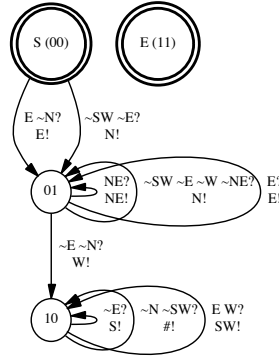 S (00)
E (11)
E ~N?
E!
~SW ~E?
N!
01
NE?
NE!
~SW ~E ~W ~NE?
N!
E?
E!
~E ~N?
W!
10
~E?
S!
~N ~SW?
#!
E W?
SW!